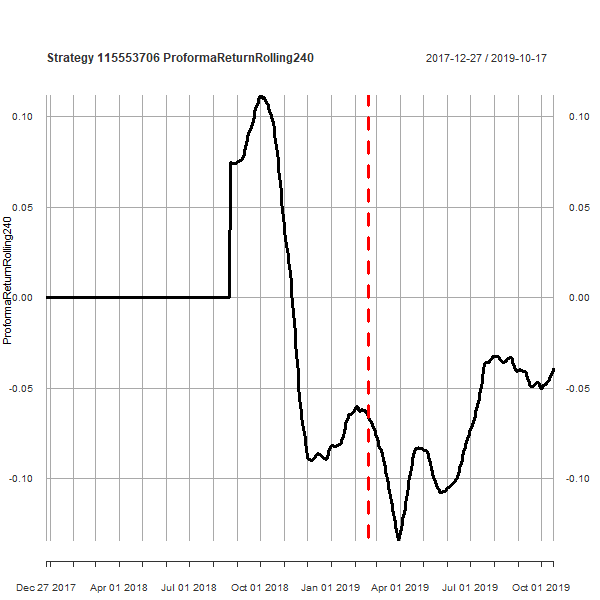 Strategy 115553706 ProformaReturnRolling240
2017-12-27 / 2019-10-17
0.10 0.10
0.05 0.05
0.00 0.00
-0.05 -0.05
-0.10 -0.10
ProformaReturnRolling240
Dec 27 2017 Apr 01 2018 Jul 01 2018 Oct 01 2018 Jan 01 2019 Apr 01 2019 Jul 01 2019 Oct 01 2019